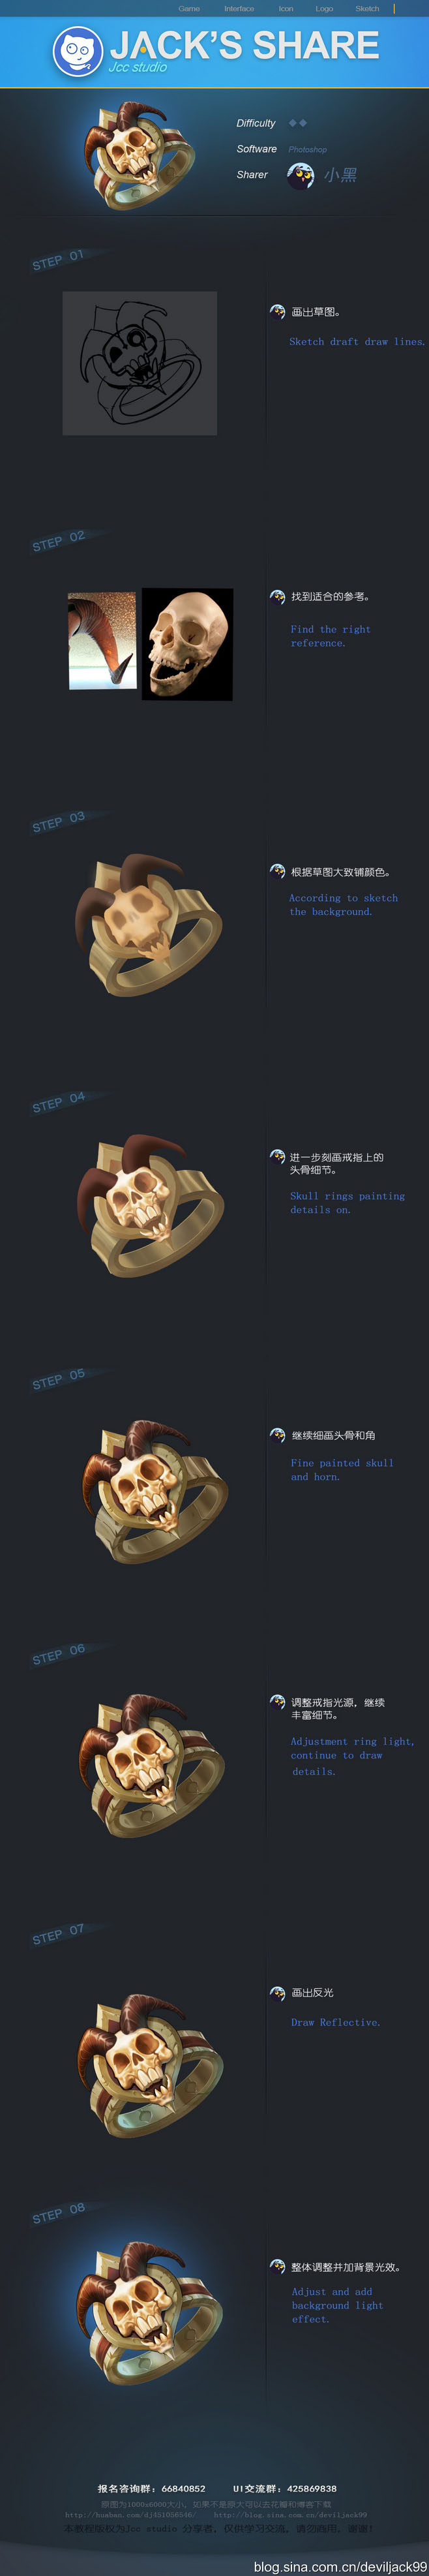 Game Interface Icon Logo Sketch
JACK'S SHARE
Jcc studio
Difficulty
Software Photoshop
Sharer 小黑
STEP 01
画出草图。
Sketch draft draw lines.
STEP 02
找到适合的参考。
Find the right
reference.
STEP 03
根据草图大致铺颜色。
According to sketch
the background.
STEP 04
进一步刻画戒指上的
头骨细节。
Skull rings painting
details on.
STEP 05
继续细画头骨和角
Fine painted skull
and horn.
STEP 06
调整戒指光源，继续
丰富细节。
Adjustment ring light,
continue to draw
details.
STEP 07
画出反光
Draw Reflective.
STEP 08
整体调整并加背景光效。
Adjust and add
background light
effect.
报名咨询群：66840852 UI交流群：425869838
原图为1000x6000大小，如果不是原大可以去花瓣和博客下载
http://blog.sina.com.cn/deviljack99
本教程版权为Jcc studio 分享者，仅供学习交流，请勿商用，谢谢！
blog.sina.com.cn/deviljack99